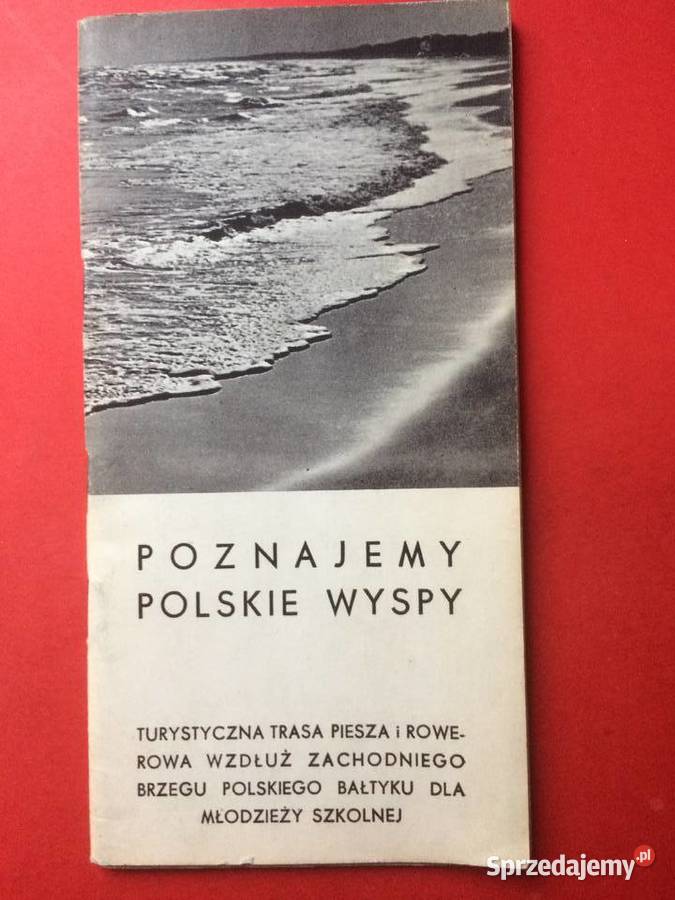 POZNAJEMY
POLSKIE WYSPY
TURYSTYCZNA TRASA PIESZA i ROWE-
ROWA WZDŁUŻ ZACHODNIEGO
BRZEGU POLSKIEGO BAŁTYKU DLA
MŁODZIEŻY SZKOLNEJ
Sprzedajemy.pl